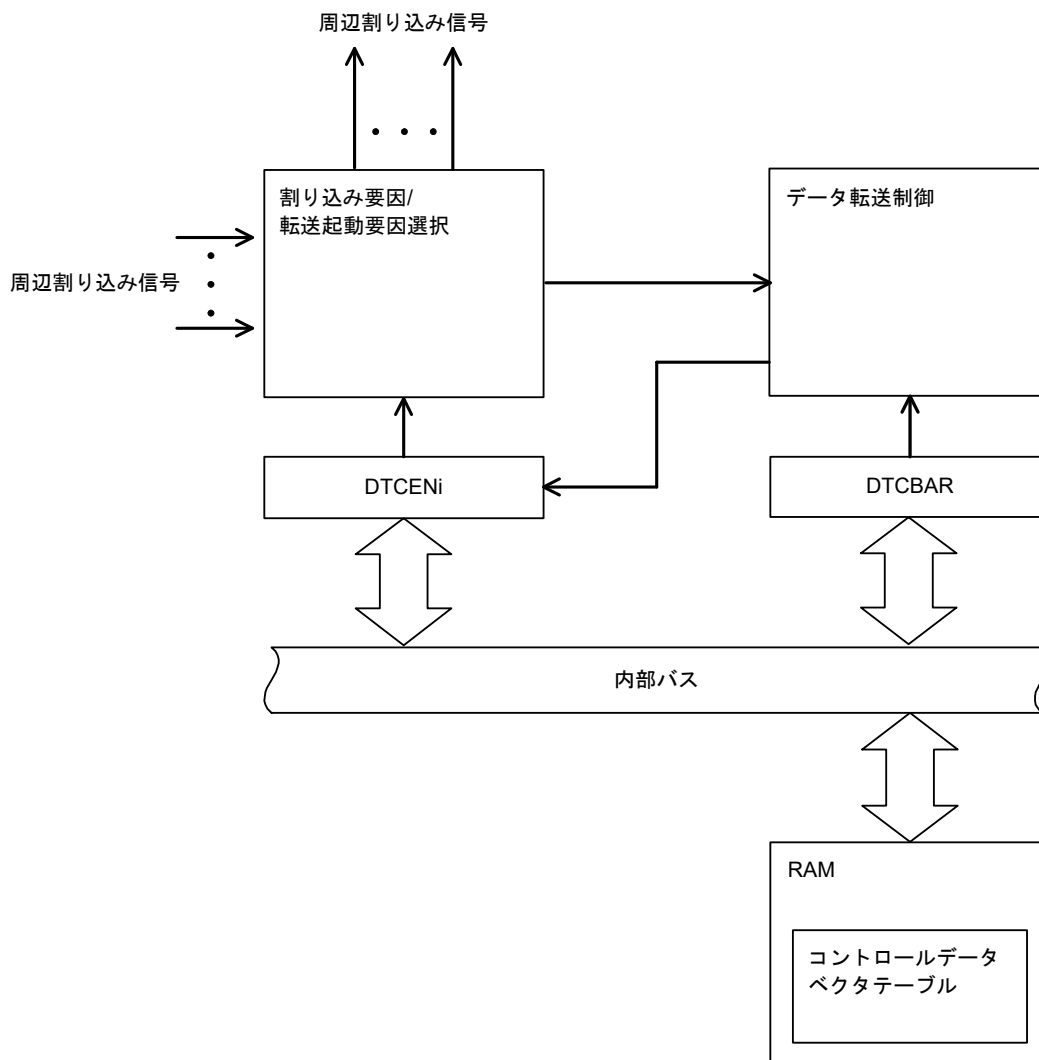 周辺割り込み信号
割り込み要因/
転送起動要因選択
データ転送制御
周辺割り込み信号
DTCENi
DTCBAR
内部バス
RAM
コントロールデータ
ベクタテーブル